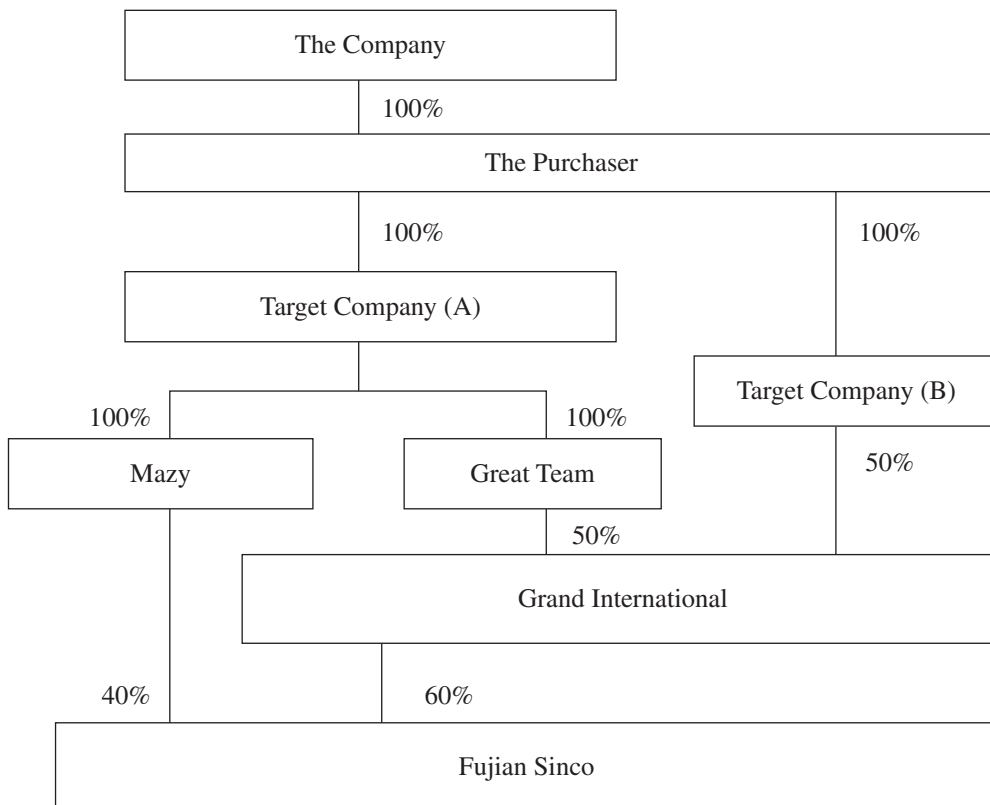 The Company
100%
The Purchaser
100%
100%
Target Company (A)
Target Company (B)
100%
100%
Mazy
Great Team
50%
50%
Grand International
40%
60%
Fujian Sinco